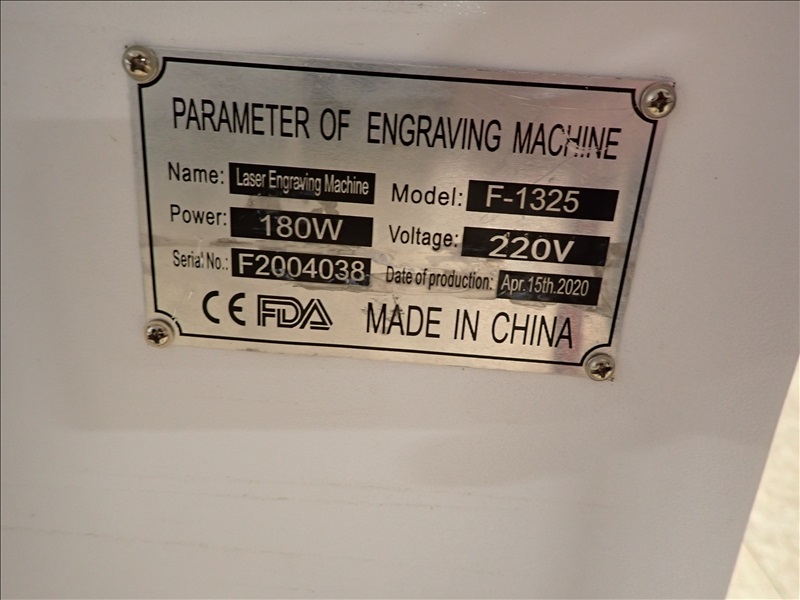 PARAMETER OF ENGRAVING MACHINE
Name: Laser Engraving Machine Model: F-1325
Power: 180W Voltage: 220V
Serial No.: F2004038 Date of production: Apr.15th.2020
CE FDA MADE IN CHINA